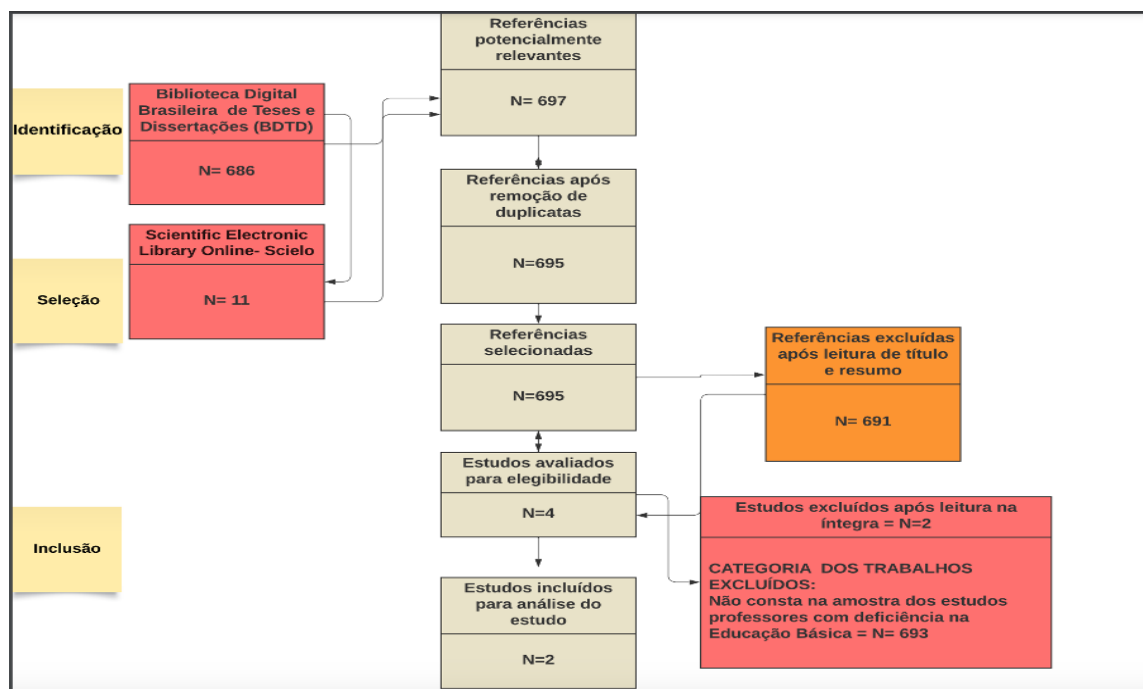 Referências
potencialmente
relevantes
N= 697
Identificação
Biblioteca Digital
Brasileira de Teses e
Dissertações (BDTD)
N= 686
Referências após
remoção de
duplicatas
N=695
Seleção
Scientific Electronic
Library Online- Scielo
N= 11
Referências
selecionadas
N=695
Referências excluídas
após leitura de título
e resumo
N= 691
Inclusão
Estudos avaliados
para elegibilidade
N=4
Estudos excluídos após leitura na
íntegra = N=2
CATEGORIA DOS TRABALHOS
EXCLUÍDOS:
Não consta na amostra dos estudos
professores com deficiência na
Educação Básica = N= 693
Estudos incluídos
para análise do
estudo
N=2